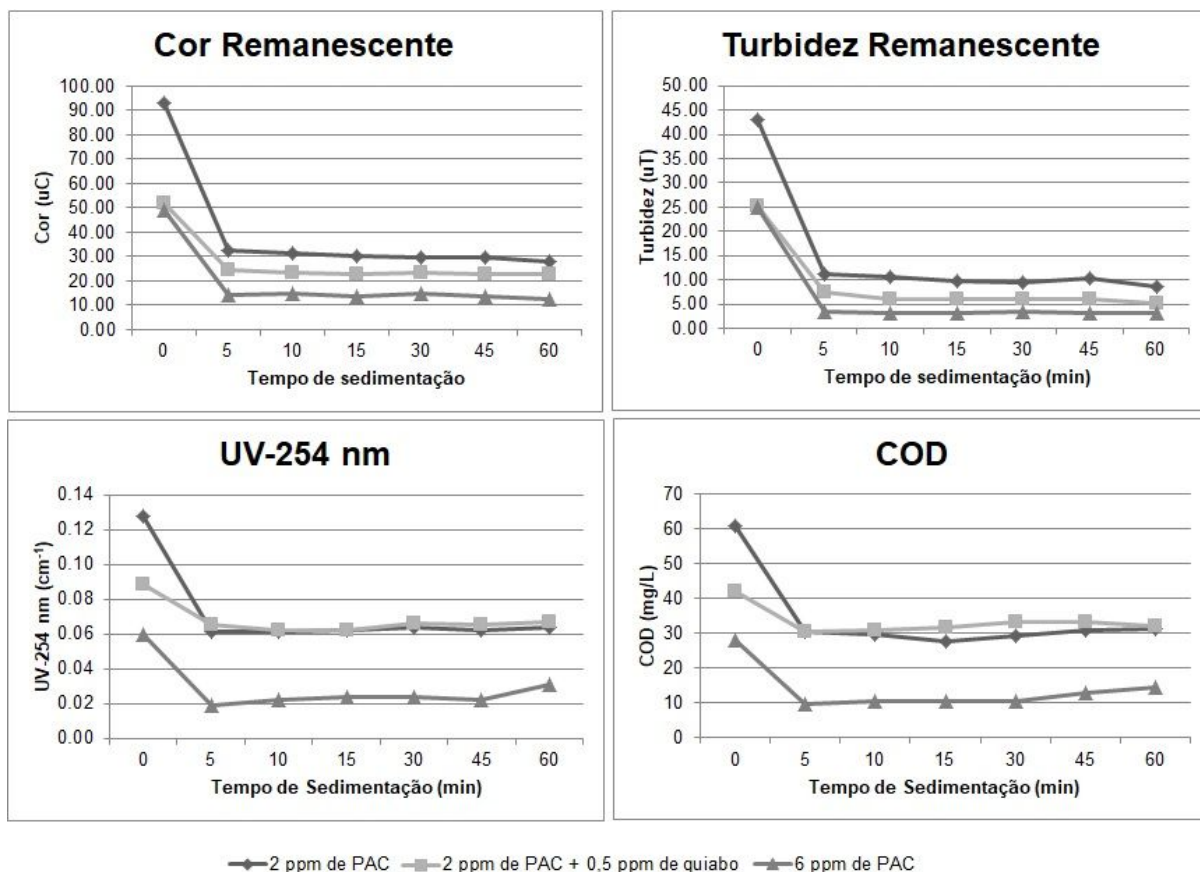 Cor Remanescente
100.00
90.00
80.00
70.00
60.00
50.00
40.00
30.00
20.00
10.00
0.00
Cor (uC)
0 5 10 15 30 45 60
Tempo de sedimentação
Turbidez Remanescente
50.00
45.00
40.00
35.00
30.00
25.00
20.00
15.00
10.00
5.00
0.00
Turbidez (uT)
0 5 10 15 30 45 60
Tempo de sedimentação (min)
UV-254 nm
0.14
0.12
0.10
0.08
0.06
0.04
0.02
0.00
UV-254 nm (cm⁻¹)
0 5 10 15 30 45 60
Tempo de Sedimentação (min)
COD
70
60
50
40
30
20
10
0
COD (mg/L)
0 5 10 15 30 45 60
Tempo de Sedimentação (min)
2 ppm de PAC 2 ppm de PAC + 0,5 ppm de quiabo 6 ppm de PAC